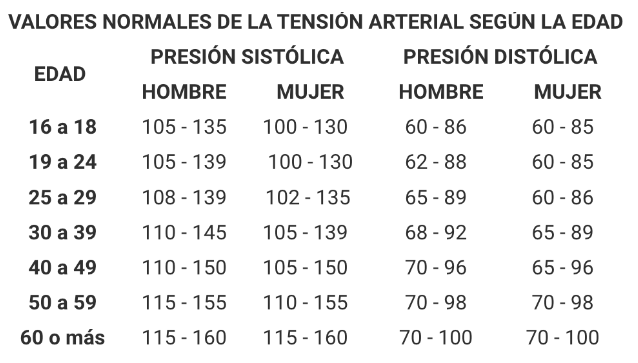 VALORES NORMALES DE LA TENSIÓN ARTERIAL SEGÚN LA EDAD
EDAD PRESIÓN SISTÓLICA PRESIÓN DISTÓLICA
HOMBRE MUJER HOMBRE MUJER
16 a 18 105 - 135 100 - 130 60 - 86 60 - 85
19 a 24 105 - 139 100 - 130 62 - 88 60 - 85
25 a 29 108 - 139 102 - 135 65 - 89 60 - 86
30 a 39 110 - 145 105 - 139 68 - 92 65 - 89
40 a 49 110 - 150 105 - 150 70 - 96 65 - 96
50 a 59 115 - 155 110 - 155 70 - 98 70 - 98
60 o más 115 - 160 115 - 160 70 - 100 70 - 100